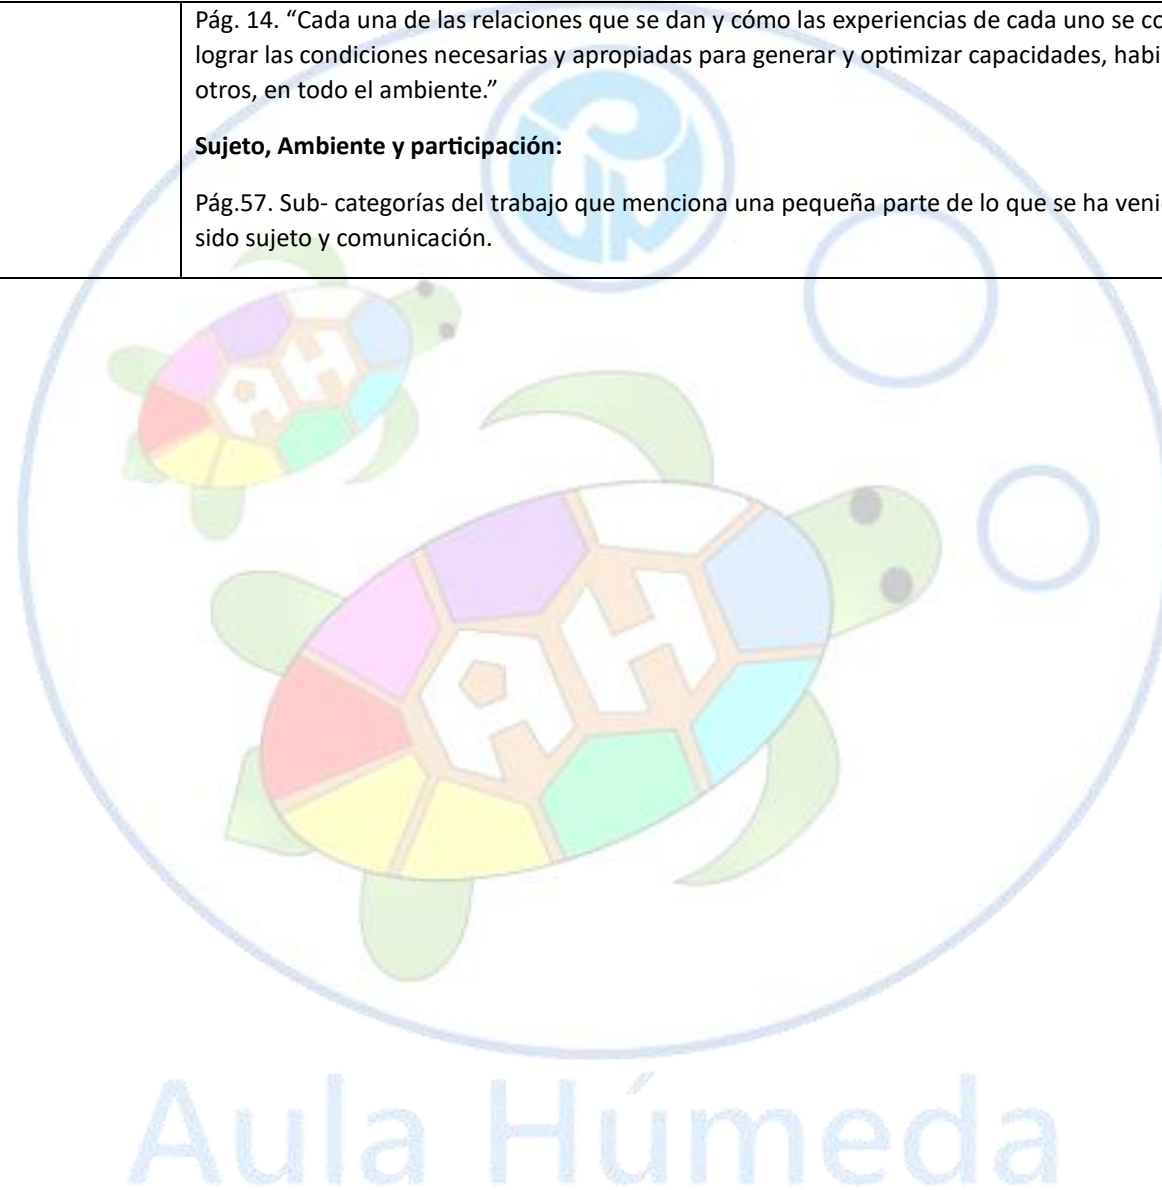 Pág. 14. “Cada una de las relaciones que se dan y cómo las experiencias de cada uno se co
lograr las condiciones necesarias y apropiadas para generar y optimizar capacidades, habi
otros, en todo el ambiente.”
Sujeto, Ambiente y participación:
Pág.57. Sub- categorías del trabajo que menciona una pequeña parte de lo que se ha veni
sido sujeto y comunicación.
AH
AH
Aula Húmeda